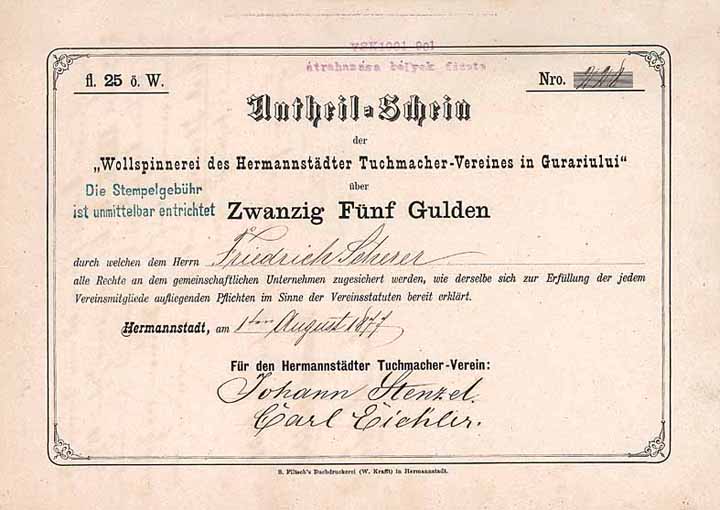 átrahazása bélyek fizeta
fl. 25 ö. W.
Nro. 228
Antheil-Schein
der
„Wollspinnerei des Hermannstädter Tuchmacher-Vereines in Gurariului“
Die Stempelgebühr
ist unmittelbar entrichtet
über
Zwanzig Fünf Gulden
durch welchen dem Herrn Friedrich Scherer
alle Rechte an dem gemeinschaftlichen Unternehmen zugesichert werden, wie derselbe sich zur Erfüllung der jedem
Vereinsmitgliede aufliegenden Pflichten im Sinne der Vereinsstatuten bereit erklärt.
Hermannstadt, am 1ten August 1877
Für den Hermannstädter Tuchmacher-Verein:
Johann Stenzel.
Carl Eichler.
S. Filtsch's Buchdruckerei (W. Krafft) in Hermannstadt.